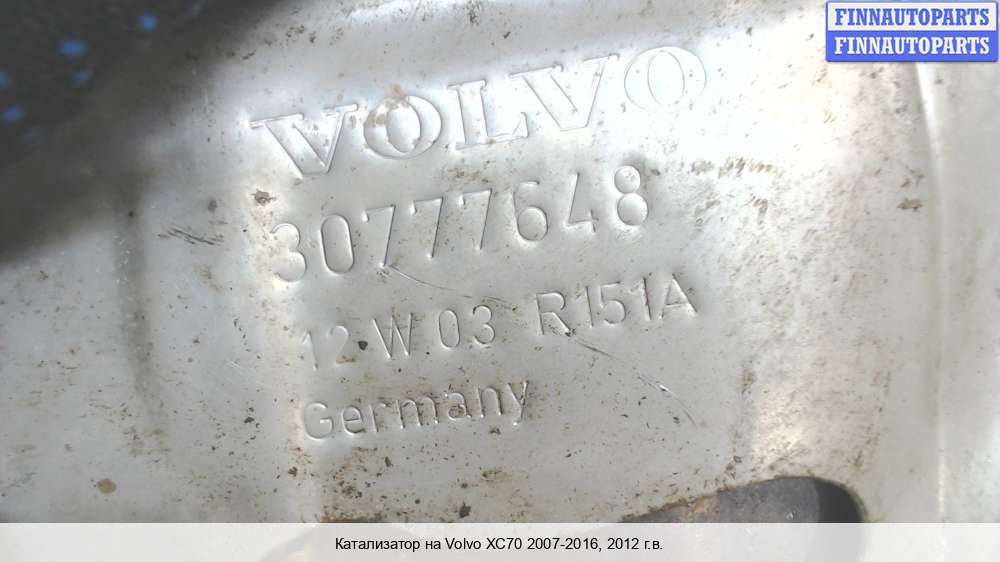 FINNAUTOPARTS
FINNAUTOPARTS
VOLVO
30777648
12 W 03 R151A
Germany
Катализатор на Volvo XC70 2007-2016, 2012 г.в.